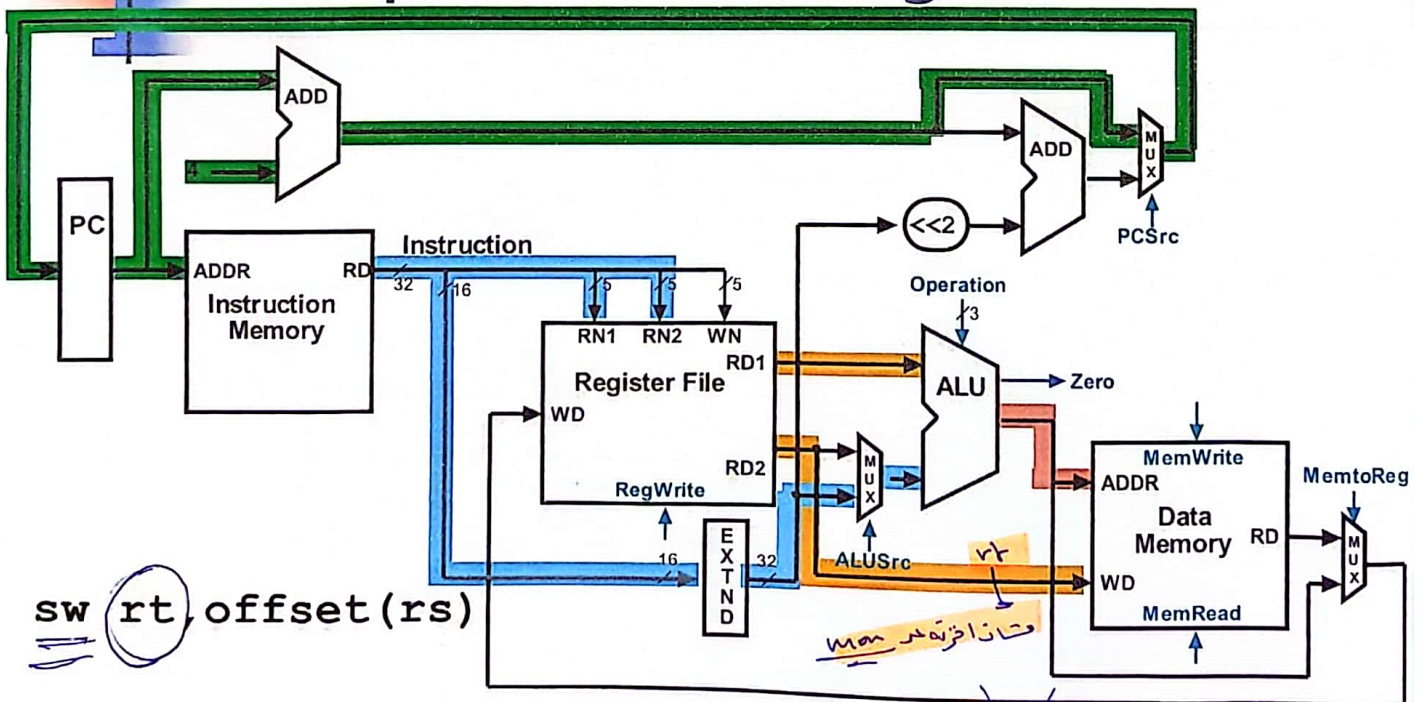 ADD
4
ADD
MUX
PC
<<2
PCSrc
Instruction
ADDR
RD
32
16
5
5
5
Instruction
Memory
Operation
3
RN1
RN2
WN
RD1
Register File
ALU
Zero
WD
RD2
MUX
MemWrite
MemtoReg
RegWrite
ADDR
Data
Memory
RD
MUX
EXTND
16
32
ALUSrc
rt
WD
MemRead
sw rt,offset(rs)